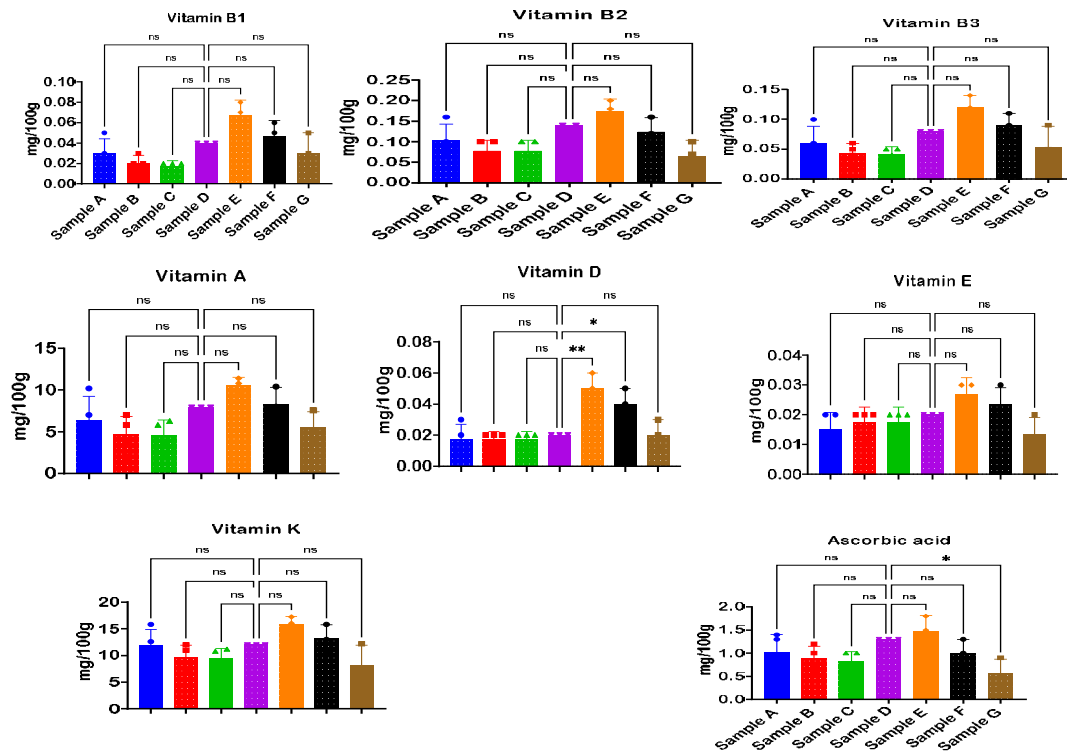 Vitamin B1
ns
ns
ns
ns
ns
ns
mg/100g
0.10
0.08
0.06
0.04
0.02
0.00
Sample A
Sample B
Sample C
Sample D
Sample E
Sample F
Sample G
Vitamin B2
ns
ns
ns
ns
ns
ns
mg/100g
0.25
0.20
0.15
0.10
0.05
0.00
Sample A
Sample B
Sample C
Sample D
Sample E
Sample F
Sample G
Vitamin B3
ns
ns
ns
ns
ns
ns
mg/100g
0.15
0.10
0.05
0.00
Sample A
Sample B
Sample C
Sample D
Sample E
Sample F
Sample G
Vitamin A
ns
ns
ns
ns
ns
ns
mg/100g
15
10
5
0
Vitamin D
ns
ns
ns
*
ns
**
mg/100g
0.08
0.06
0.04
0.02
0.00
Vitamin E
ns
ns
ns
ns
ns
ns
mg/100g
0.04
0.03
0.02
0.01
0.00
Vitamin K
ns
ns
ns
ns
ns
ns
mg/100g
20
15
10
5
0
Ascorbic acid
ns
*
ns
ns
ns
ns
mg/100g
2.0
1.5
1.0
0.5
0.0
Sample A
Sample B
Sample C
Sample D
Sample E
Sample F
Sample G